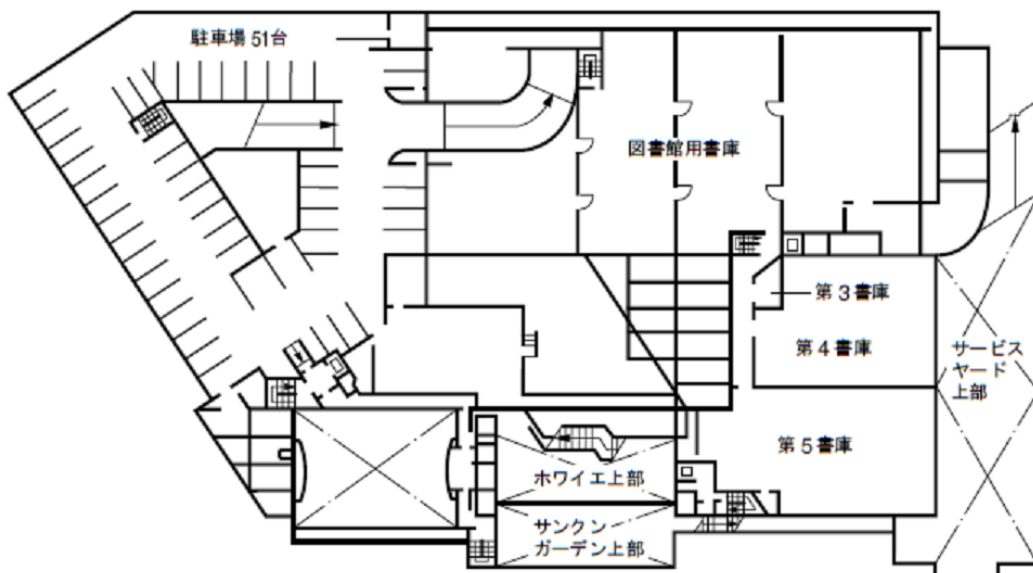 駐車場 51台
図書館用書庫
第3書庫
第4書庫
サービス
ヤード
上部
第5書庫
ホワイエ上部
サンクン
ガーデン上部